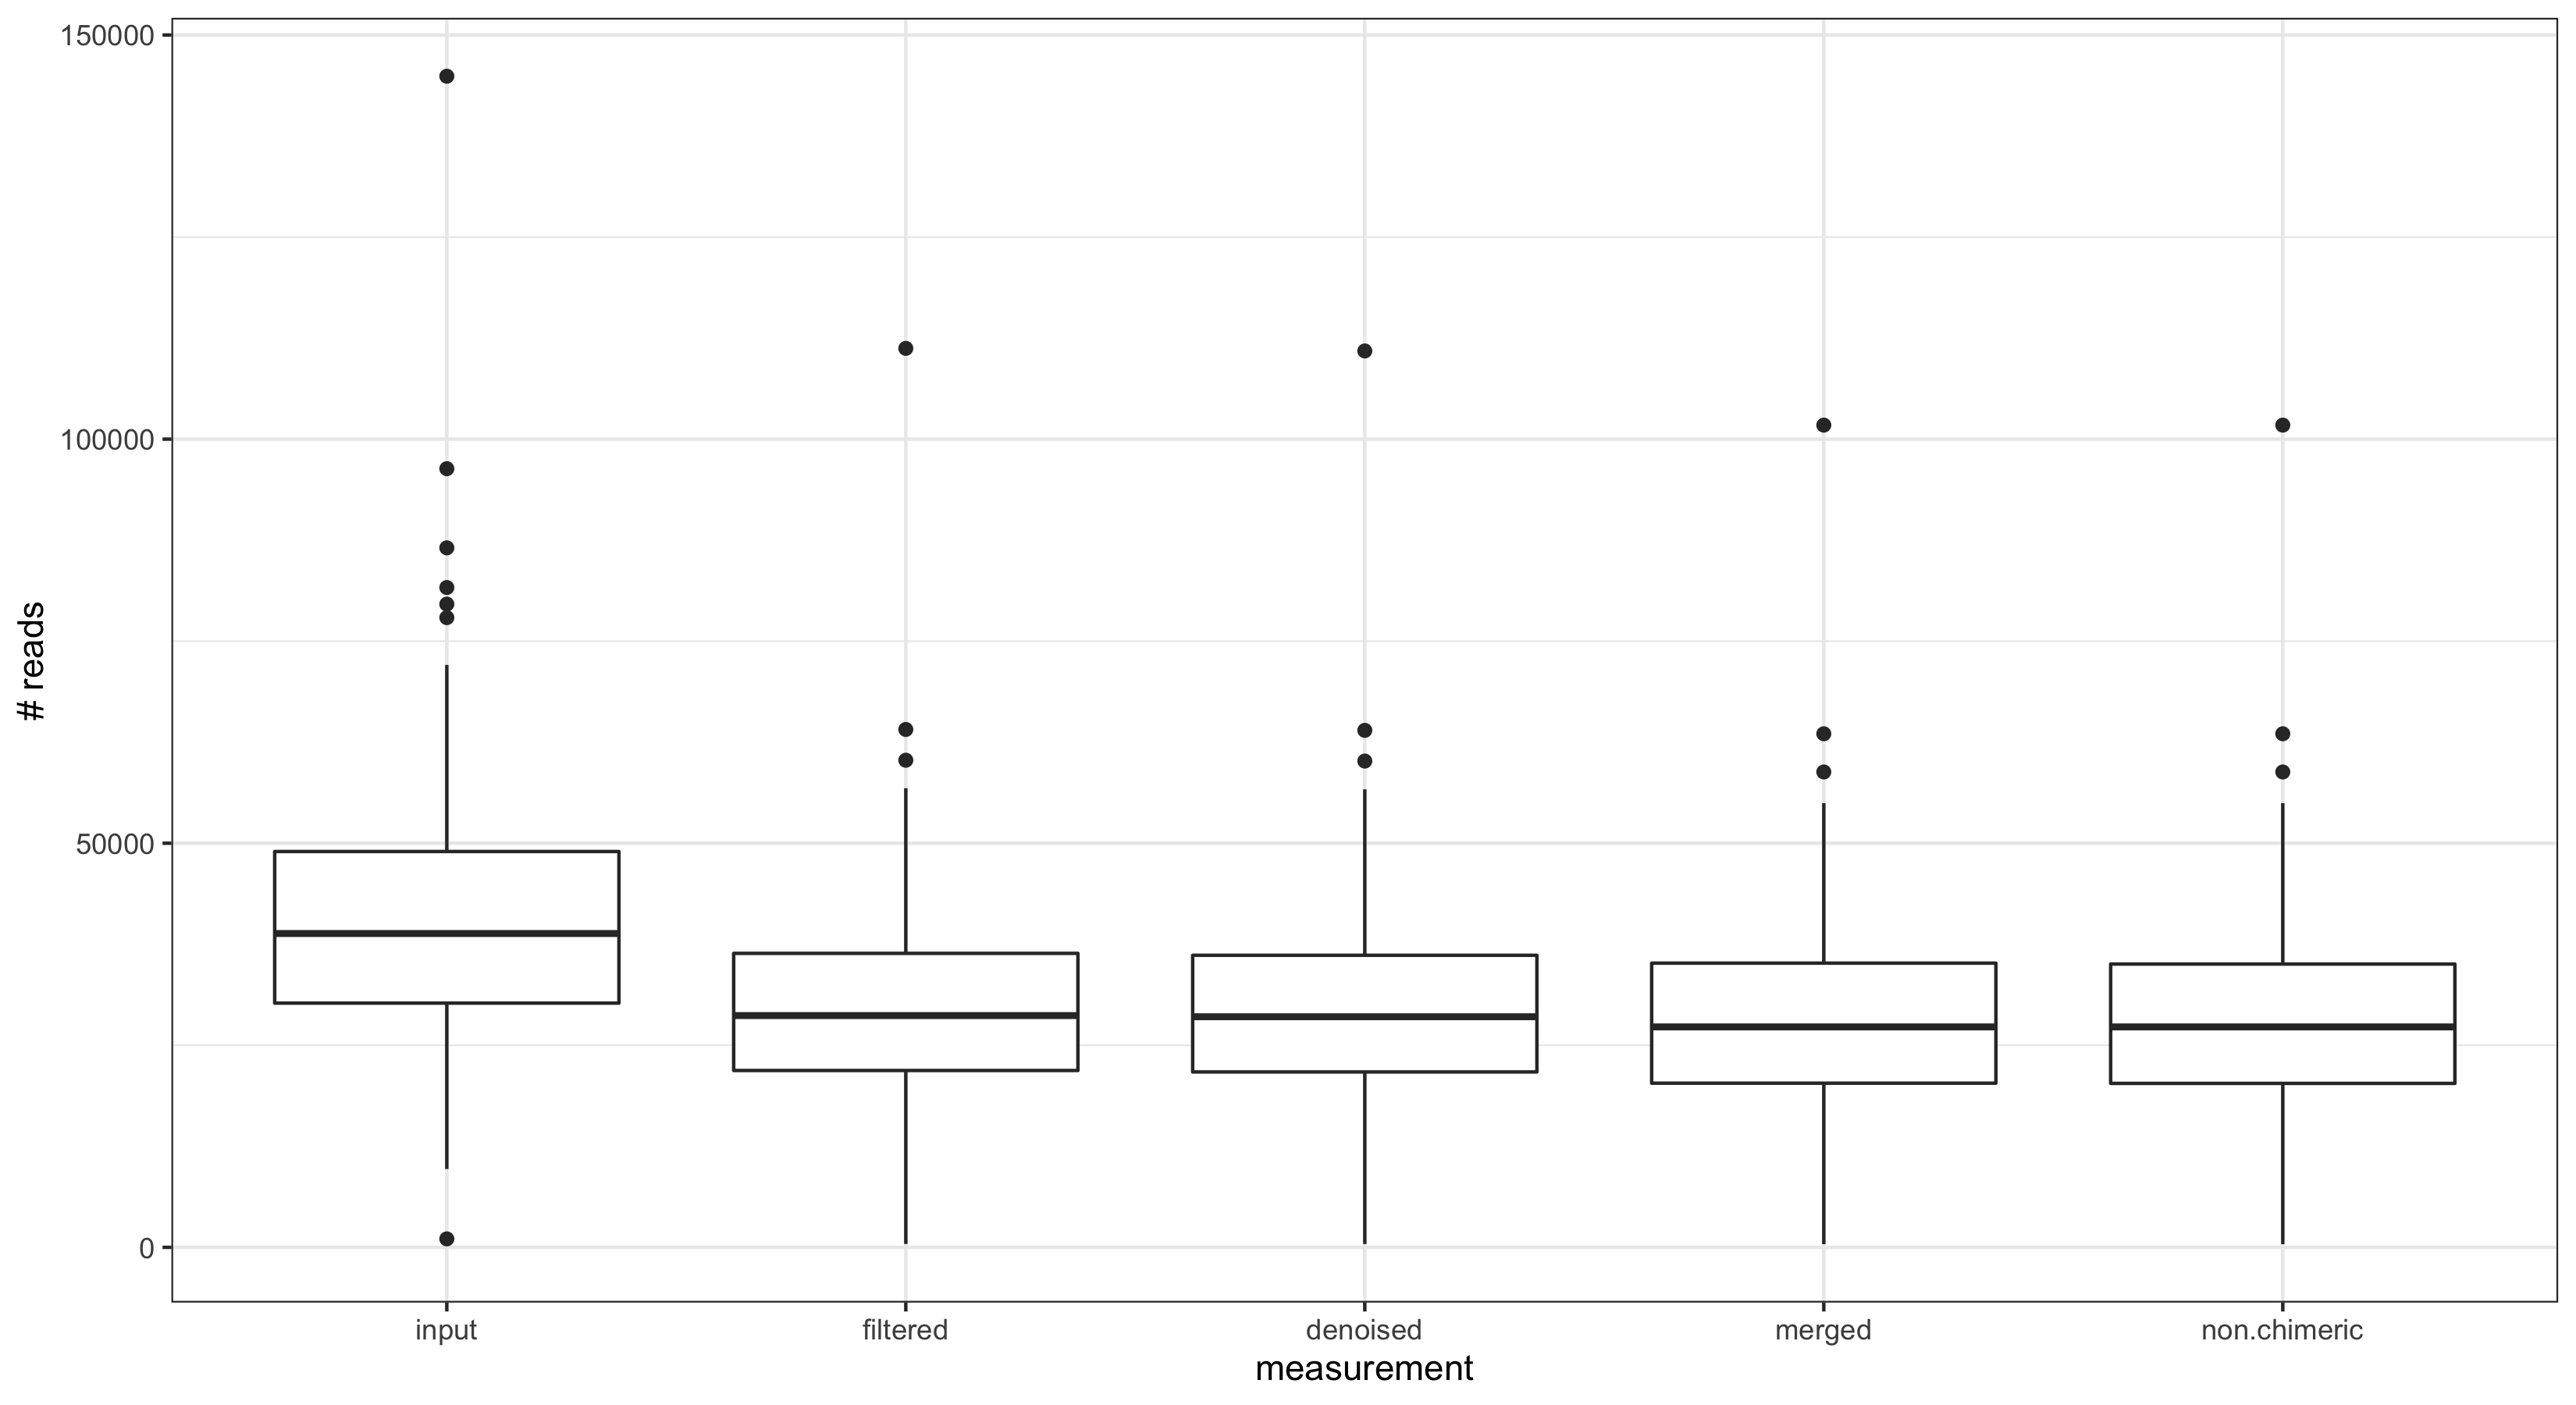 150000
100000
50000
0
# reads
input filtered denoised merged non.chimeric
measurement